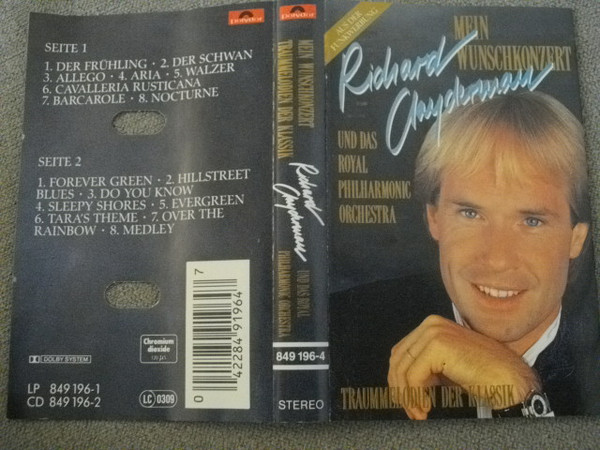 polydor
SEITE 1
1. DER FRÜHLING · 2. DER SCHWAN
3. ALLEGO · 4. ARIA · 5. WALZER
6. CAVALLERIA RUSTICANA
7. BARCAROLE · 8. NOCTURNE
SEITE 2
1. FOREVER GREEN · 2. HILLSTREET
BLUES · 3. DO YOU KNOW
4. SLEEPY SHORES · 5. EVERGREEN
6. TARA'S THEME · 7. OVER THE
RAINBOW · 8. MEDLEY
DOLBY SYSTEM
Chromium
dioxide
LP 849 196-1
CD 849 196-2
LC 0309
0 42284 91964 7
polydor
MEIN WUNSCHKONZERT
TRAUMMELODIEN DER KLASSIK
Richard
Clayderman
UND DAS ROYAL
PHILHARMONIC ORCHESTRA
849 196-4
STEREO
AUS DER
FUNKWERBUNG
MEIN
WUNSCHKONZERT
Richard
Clayderman
UND DAS
ROYAL
PHILHARMONIC
ORCHESTRA
TRAUMMELODIEN DER KLASSIK